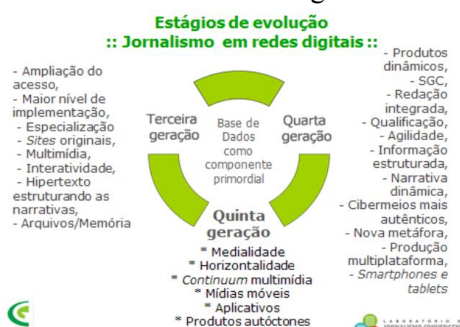 Estágios de evolução
:: Jornalismo em redes digitais ::
- Ampliação do
acesso,
- Maior nível de
implementação,
- Especialização
- Sites originais,
- Multimídia,
- Interatividade,
- Hipertexto
estruturando as
narrativas,
- Arquivos/Memória
Terceira
geração
Base de
Dados
como
componente
primordial
Quarta
geração
- Produtos
dinâmicos,
- SGC,
- Redação
integrada,
- Qualificação,
- Agilidade,
- Informação
estruturada,
- Narrativa
dinâmica,
- Cibermeios mais
autênticos,
- Nova metáfora,
- Produção
multiplataforma,
- Smartphones e
tablets
Quinta
geração
* Medialidade
* Horizontalidade
* Continuum multimídia
* Mídias móveis
* Aplicativos
* Produtos autóctones